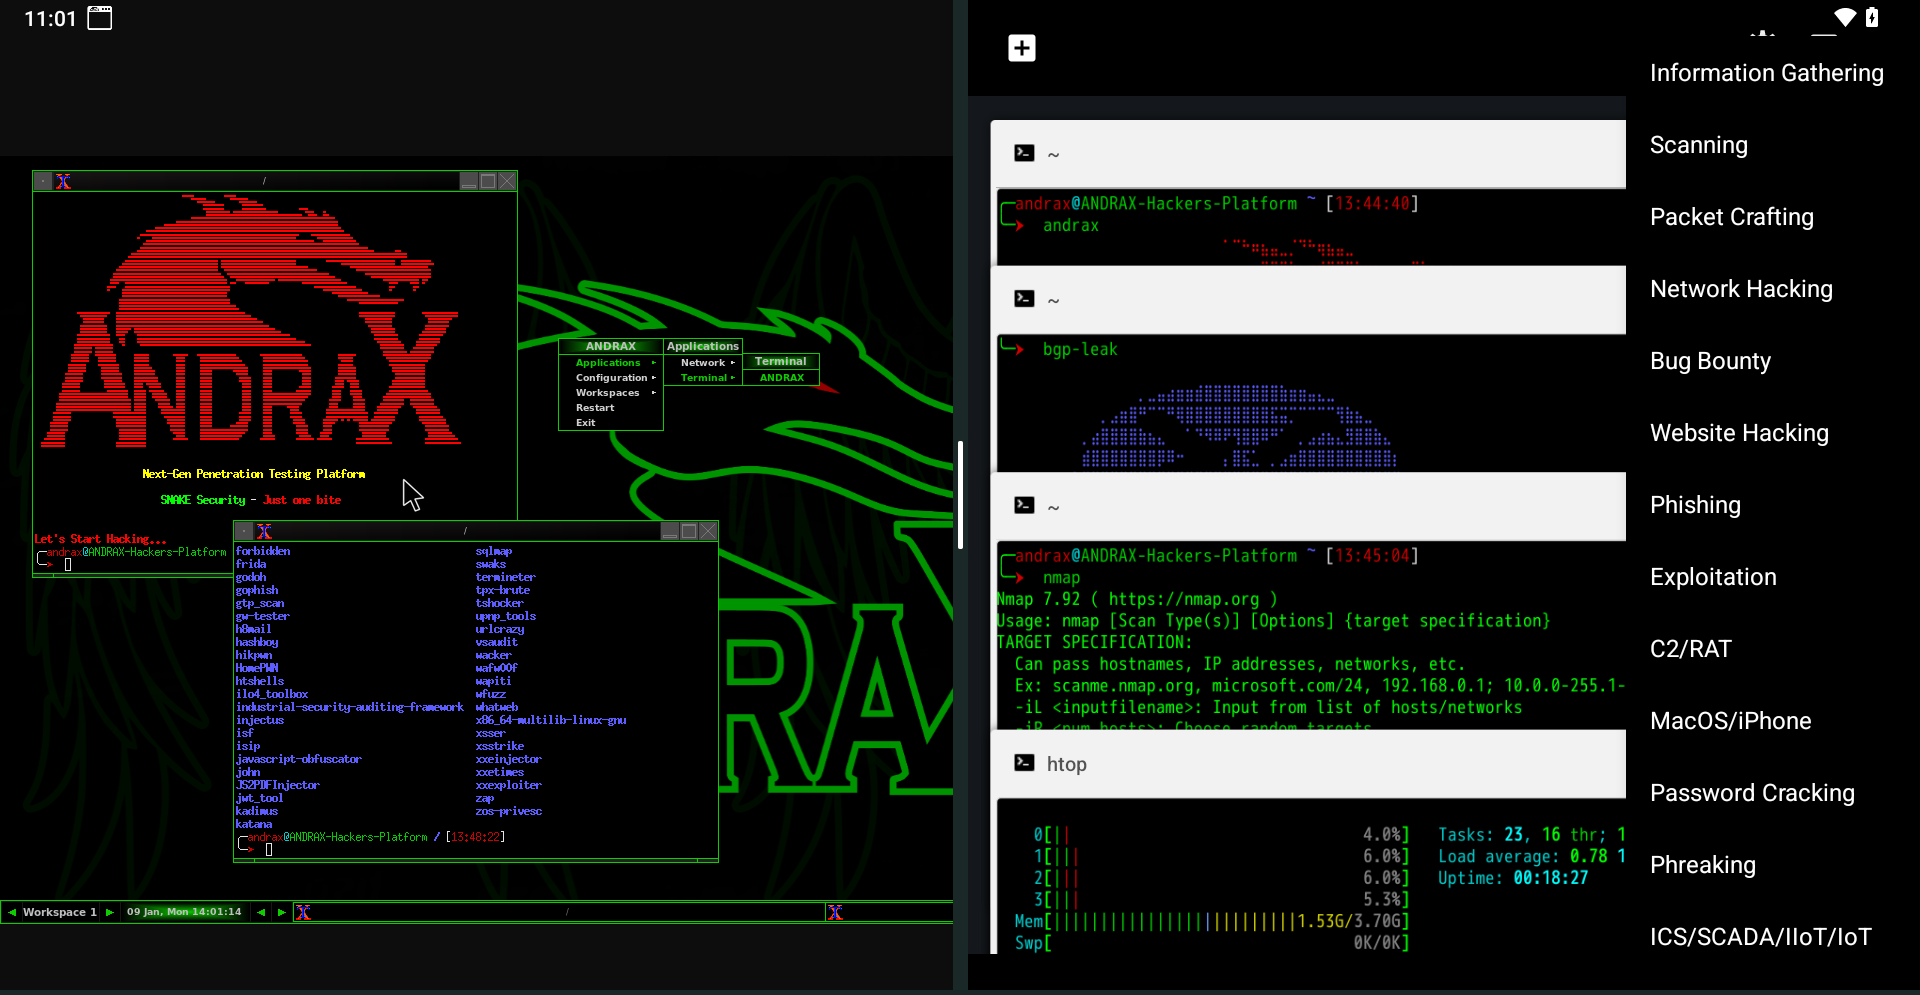 11:01
/
ANDRAX
Next-Gen Penetration Testing Platform
SNAKE Security - Just one bite
Let's Start Hacking...
andrax@ANDRAX-Hackers-Platform
ANDRAX
Applications
Configuration
Workspaces
Restart
Exit
Applications
Network
Terminal
Terminal
ANDRAX
/
forbidden
frida
godoh
gophish
gtp_scan
gw-tester
h8mail
hashboy
hikpwn
HomePWN
htshells
ilo4_toolbox
industrial-security-auditing-framework
injectus
isf
isip
javascript-obfuscator
john
JS2PDFInjector
jwt_tool
kadimus
katana
sqlmap
swaks
termineter
tpx-brute
tshocker
upnp_tools
urlcrazy
vsaudit
wacker
wafw00f
wapiti
wfuzz
whatweb
x86_64-multilib-linux-gnu
xsser
xsstrike
xxeinjector
xxetimes
xxexploiter
zap
zos-privesc
andrax@ANDRAX-Hackers-Platform / [13:48:22]
RA
Workspace 1
09 Jan, Mon 14:01:14
/
~
andrax@ANDRAX-Hackers-Platform ~ [13:44:40]
andrax
~
bgp-leak
~
andrax@ANDRAX-Hackers-Platform ~ [13:45:04]
nmap
Nmap 7.92 ( https://nmap.org )
Usage: nmap [Scan Type(s)] [Options] {target specification}
TARGET SPECIFICATION:
Can pass hostnames, IP addresses, networks, etc.
Ex: scanme.nmap.org, microsoft.com/24, 192.168.0.1; 10.0.0-255.1-
-iL <inputfilename>: Input from list of hosts/networks
-iR <num hosts>: Choose random targets
htop
0[|| 4.0%]
1[||| 6.0%]
2[||| 6.0%]
3[||| 5.3%]
Mem[||||||||||||||||||||||||||1.53G/3.70G]
Swp[ 0K/0K]
Tasks: 23, 16 thr; 1
Load average: 0.78 1
Uptime: 00:18:27
Information Gathering
Scanning
Packet Crafting
Network Hacking
Bug Bounty
Website Hacking
Phishing
Exploitation
C2/RAT
MacOS/iPhone
Password Cracking
Phreaking
ICS/SCADA/IIoT/IoT